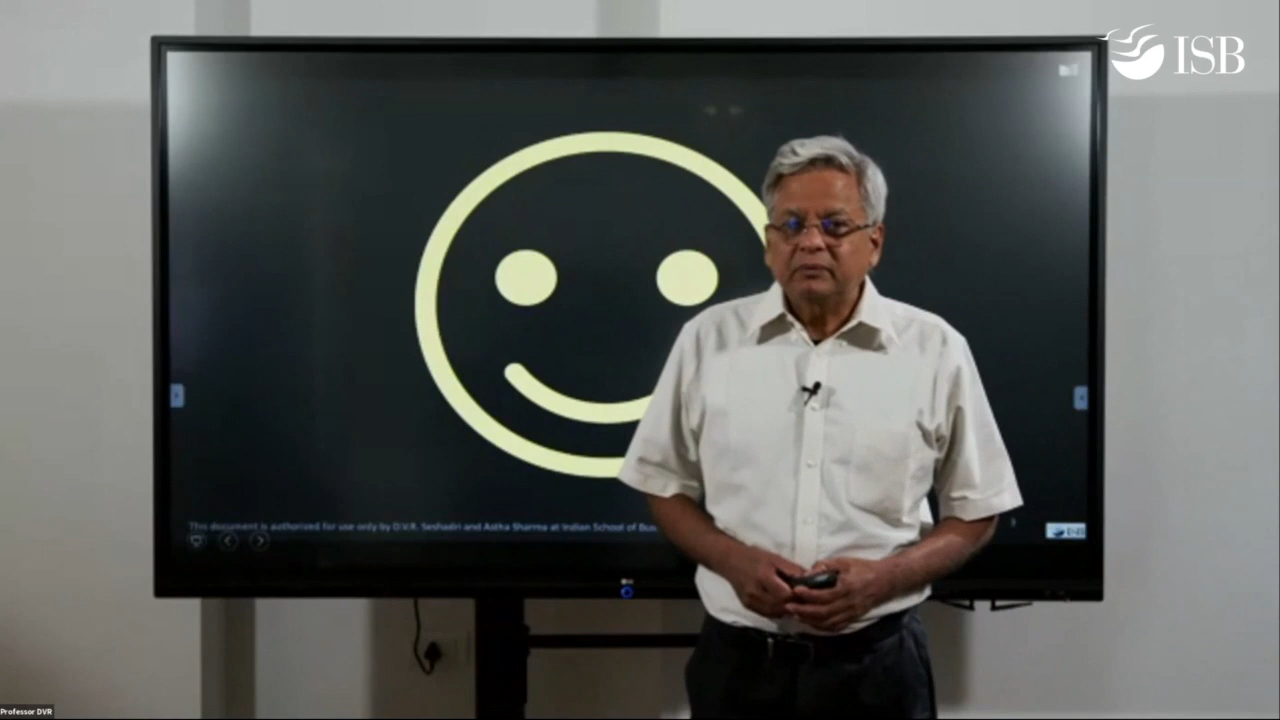 ISB
This document is authorized for use only by D.V.R. Seshadri and Astha Sharma at Indian School of
ISB
Professor DVR